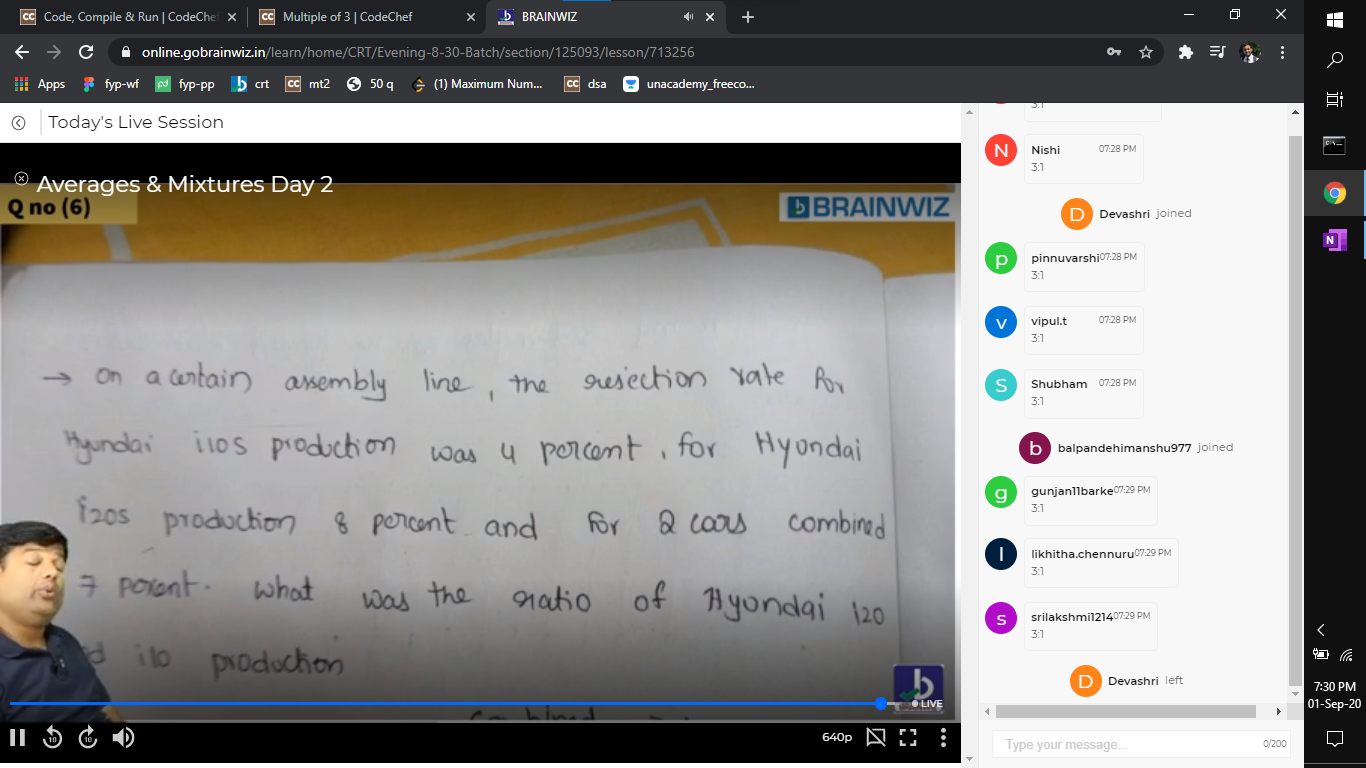 Code, Compile & Run | CodeChe
Multiple of 3 | CodeChef
BRAINWIZ
online.gobrainwiz.in/learn/home/CRT/Evening-8-30-Batch/section/125093/lesson/713256
Apps
fyp-wf
fyp-pp
crt
mt2
50 q
(1) Maximum Num...
dsa
unacademy_freeco...
Today's Live Session
Averages & Mixtures Day 2
Q no (6)
BRAINWIZ
→ on a certain assembly line, the rejection rate for
Hyundai i10s production was 4 percent, for Hyundai
i20s production 8 percent and for 2 cars combined
7 percent. What was the ratio of Hyundai i20
d i10 production
combined
LIVE
10
10
640p
3:1
N
Nishi 07:28 PM
3:1
D Devashri joined
p
pinnuvarshi 07:28 PM
3:1
v
vipul.t 07:28 PM
3:1
S
Shubham 07:28 PM
3:1
b balpandehimanshu977 joined
g
gunjan11barke 07:29 PM
3:1
l
likhitha.chennuru 07:29 PM
3:1
s
srilakshmi1214 07:29 PM
3:1
D Devashri left
Type your message...
0/200
7:30 PM
01-Sep-20